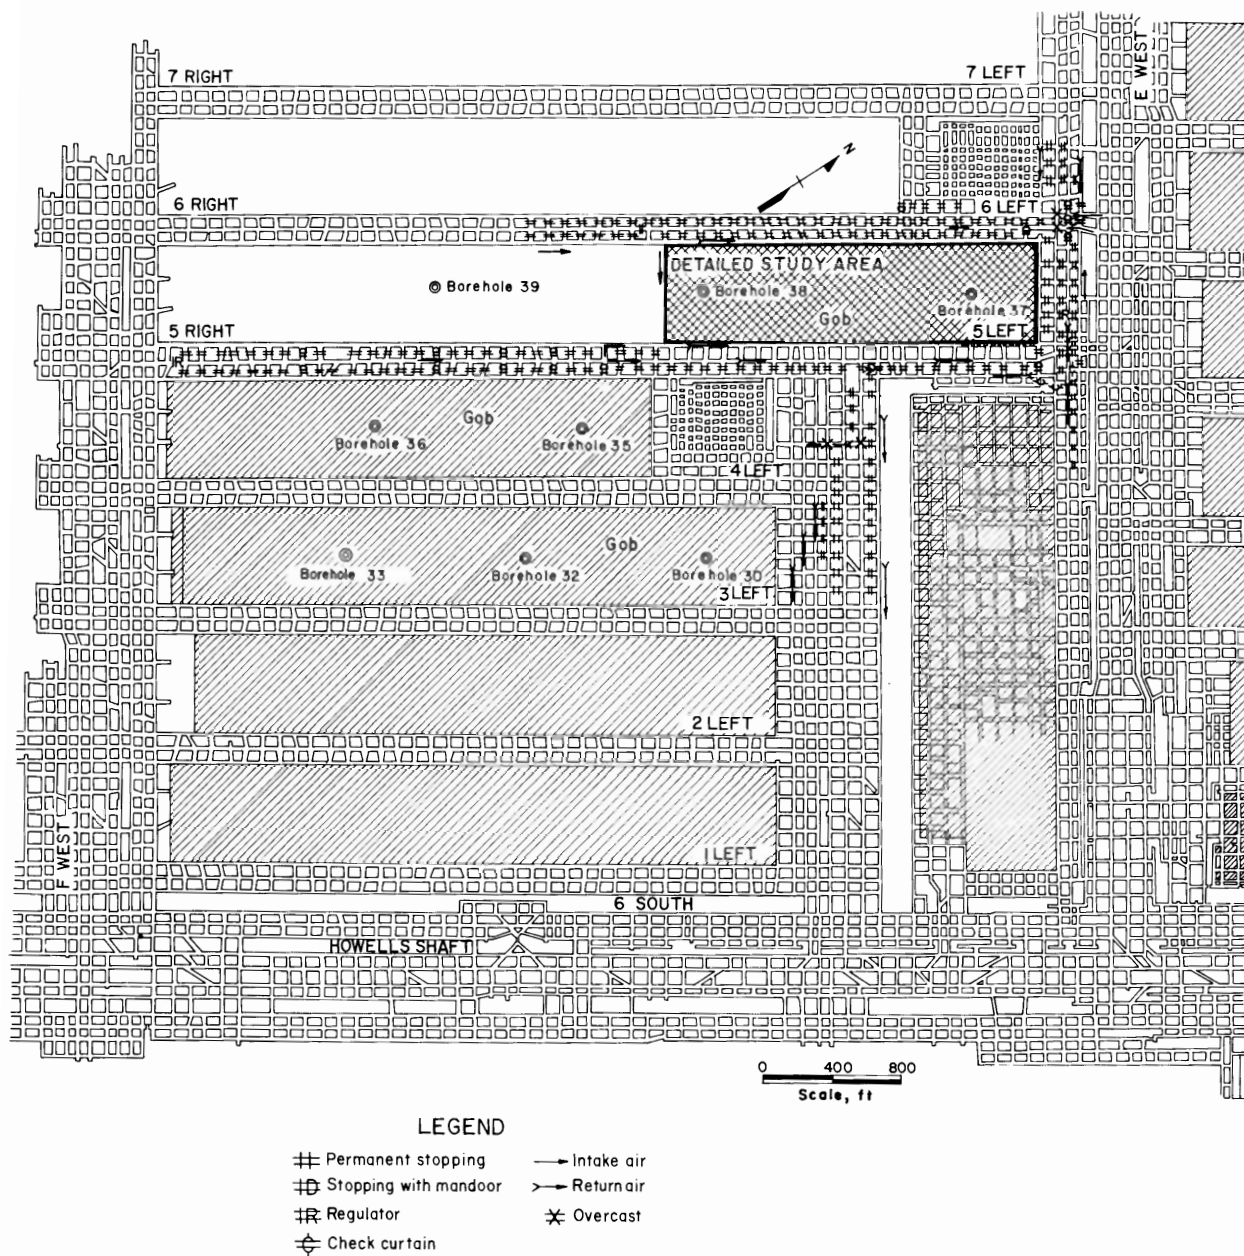 7 RIGHT
7 LEFT
E WEST
N
6 RIGHT
6 LEFT
DETAILED STUDY AREA
Borehole 39
Borehole 38
Borehole 37
Gob
5 RIGHT
5 LEFT
Gob
Borehole 36
Borehole 35
4 LEFT
Gob
Borehole 33
Borehole 32
Borehole 30
3 LEFT
2 LEFT
1 LEFT
F WEST
6 SOUTH
HOWELLS SHAFT
0 400 800
Scale, ft
LEGEND
Permanent stopping
Intake air
D Stopping with mandoor
Return air
R Regulator
Overcast
C Check curtain